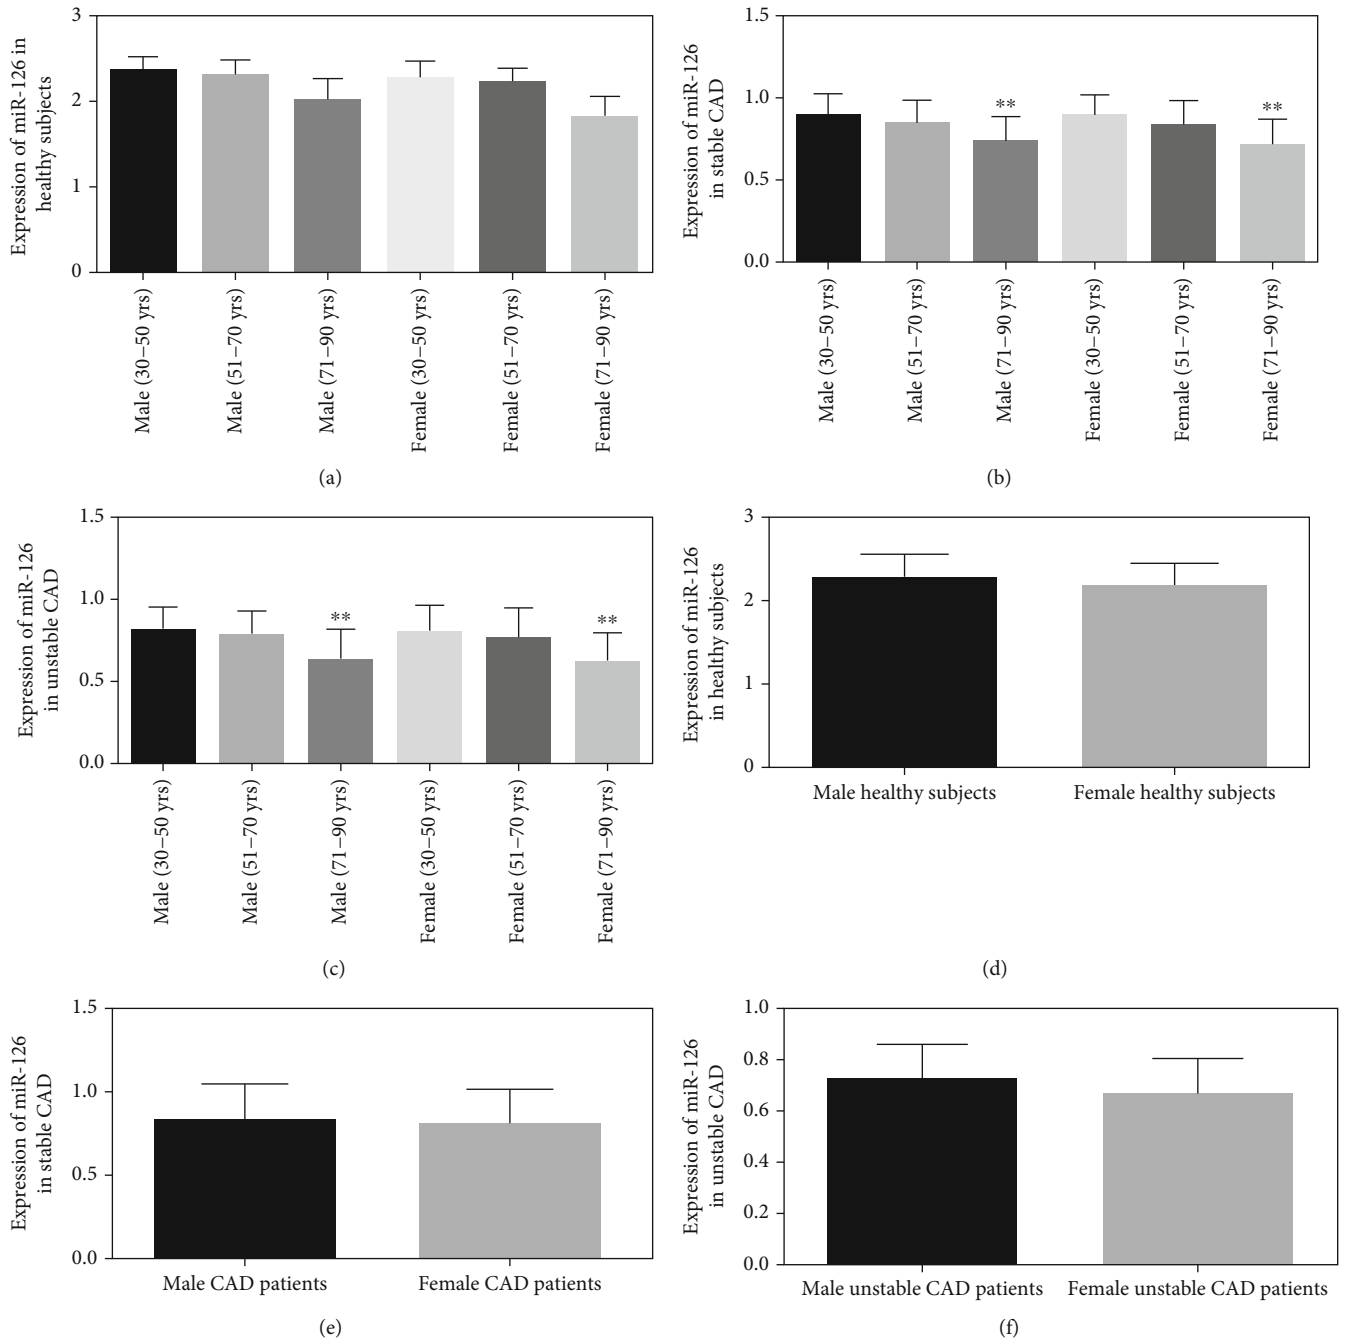 Expression of miR-126 in
healthy subjects
3
2
1
0
Male (30−50 yrs)
Male (51−70 yrs)
Male (71−90 yrs)
Female (30−50 yrs)
Female (51−70 yrs)
Female (71−90 yrs)
(a)
Expression of miR-126
in stable CAD
1.5
1.0
0.5
0.0
**
**
Male (30−50 yrs)
Male (51−70 yrs)
Male (71−90 yrs)
Female (30−50 yrs)
Female (51−70 yrs)
Female (71−90 yrs)
(b)
Expression of miR-126
in unstable CAD
1.5
1.0
0.5
0.0
**
**
Male (30−50 yrs)
Male (51−70 yrs)
Male (71−90 yrs)
Female (30−50 yrs)
Female (51−70 yrs)
Female (71−90 yrs)
(c)
Expression of miR-126
in healthy subjects
3
2
1
0
Male healthy subjects
Female healthy subjects
(d)
Expression of miR-126
in stable CAD
1.5
1.0
0.5
0.0
Male CAD patients
Female CAD patients
(e)
Expression of miR-126
in unstable CAD
1.0
0.8
0.6
0.4
0.2
0.0
Male unstable CAD patients
Female unstable CAD patients
(f)